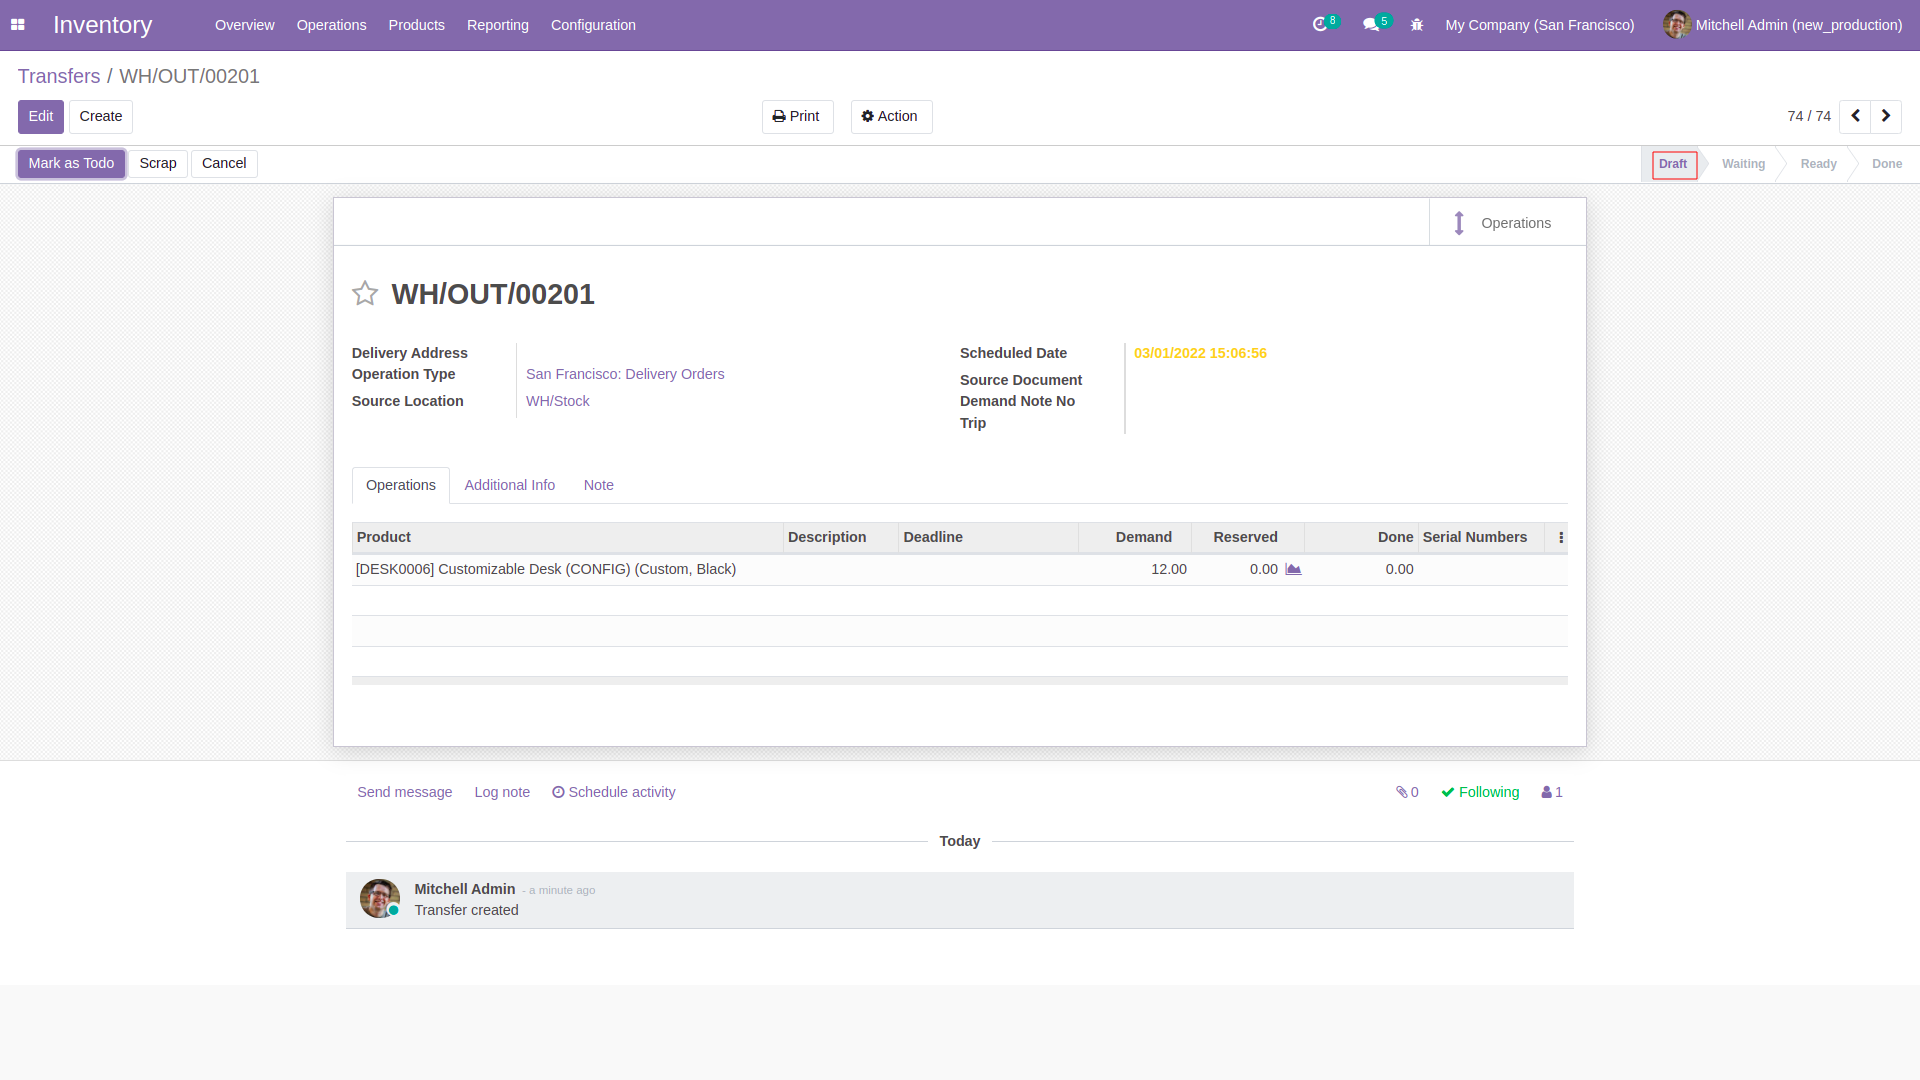 Inventory Overview Operations Products Reporting Configuration 8 5 My Company (San Francisco) Mitchell Admin (new_production)
Transfers / WH/OUT/00201
Edit Create Print Action 74 / 74
Mark as Todo Scrap Cancel Draft Waiting Ready Done
Operations
WH/OUT/00201
Delivery Address Scheduled Date 03/01/2022 15:06:56
Operation Type San Francisco: Delivery Orders Source Document
Source Location WH/Stock Demand Note No
Trip
Operations Additional Info Note
Product Description Deadline Demand Reserved Done Serial Numbers
[DESK0006] Customizable Desk (CONFIG) (Custom, Black) 12.00 0.00 0.00
Send message Log note Schedule activity 0 Following 1
Today
Mitchell Admin - a minute ago
Transfer created